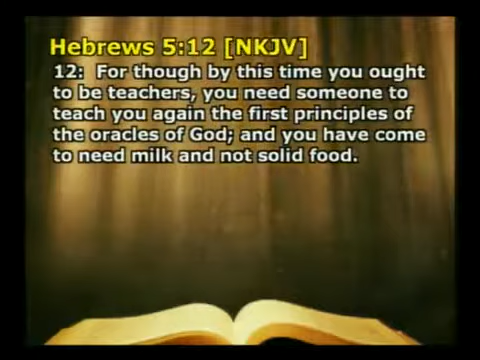 Hebrews 5:12 [NKJV]
12: For though by this time you ought
to be teachers, you need someone to
teach you again the first principles of
the oracles of God; and you have come
to need milk and not solid food.